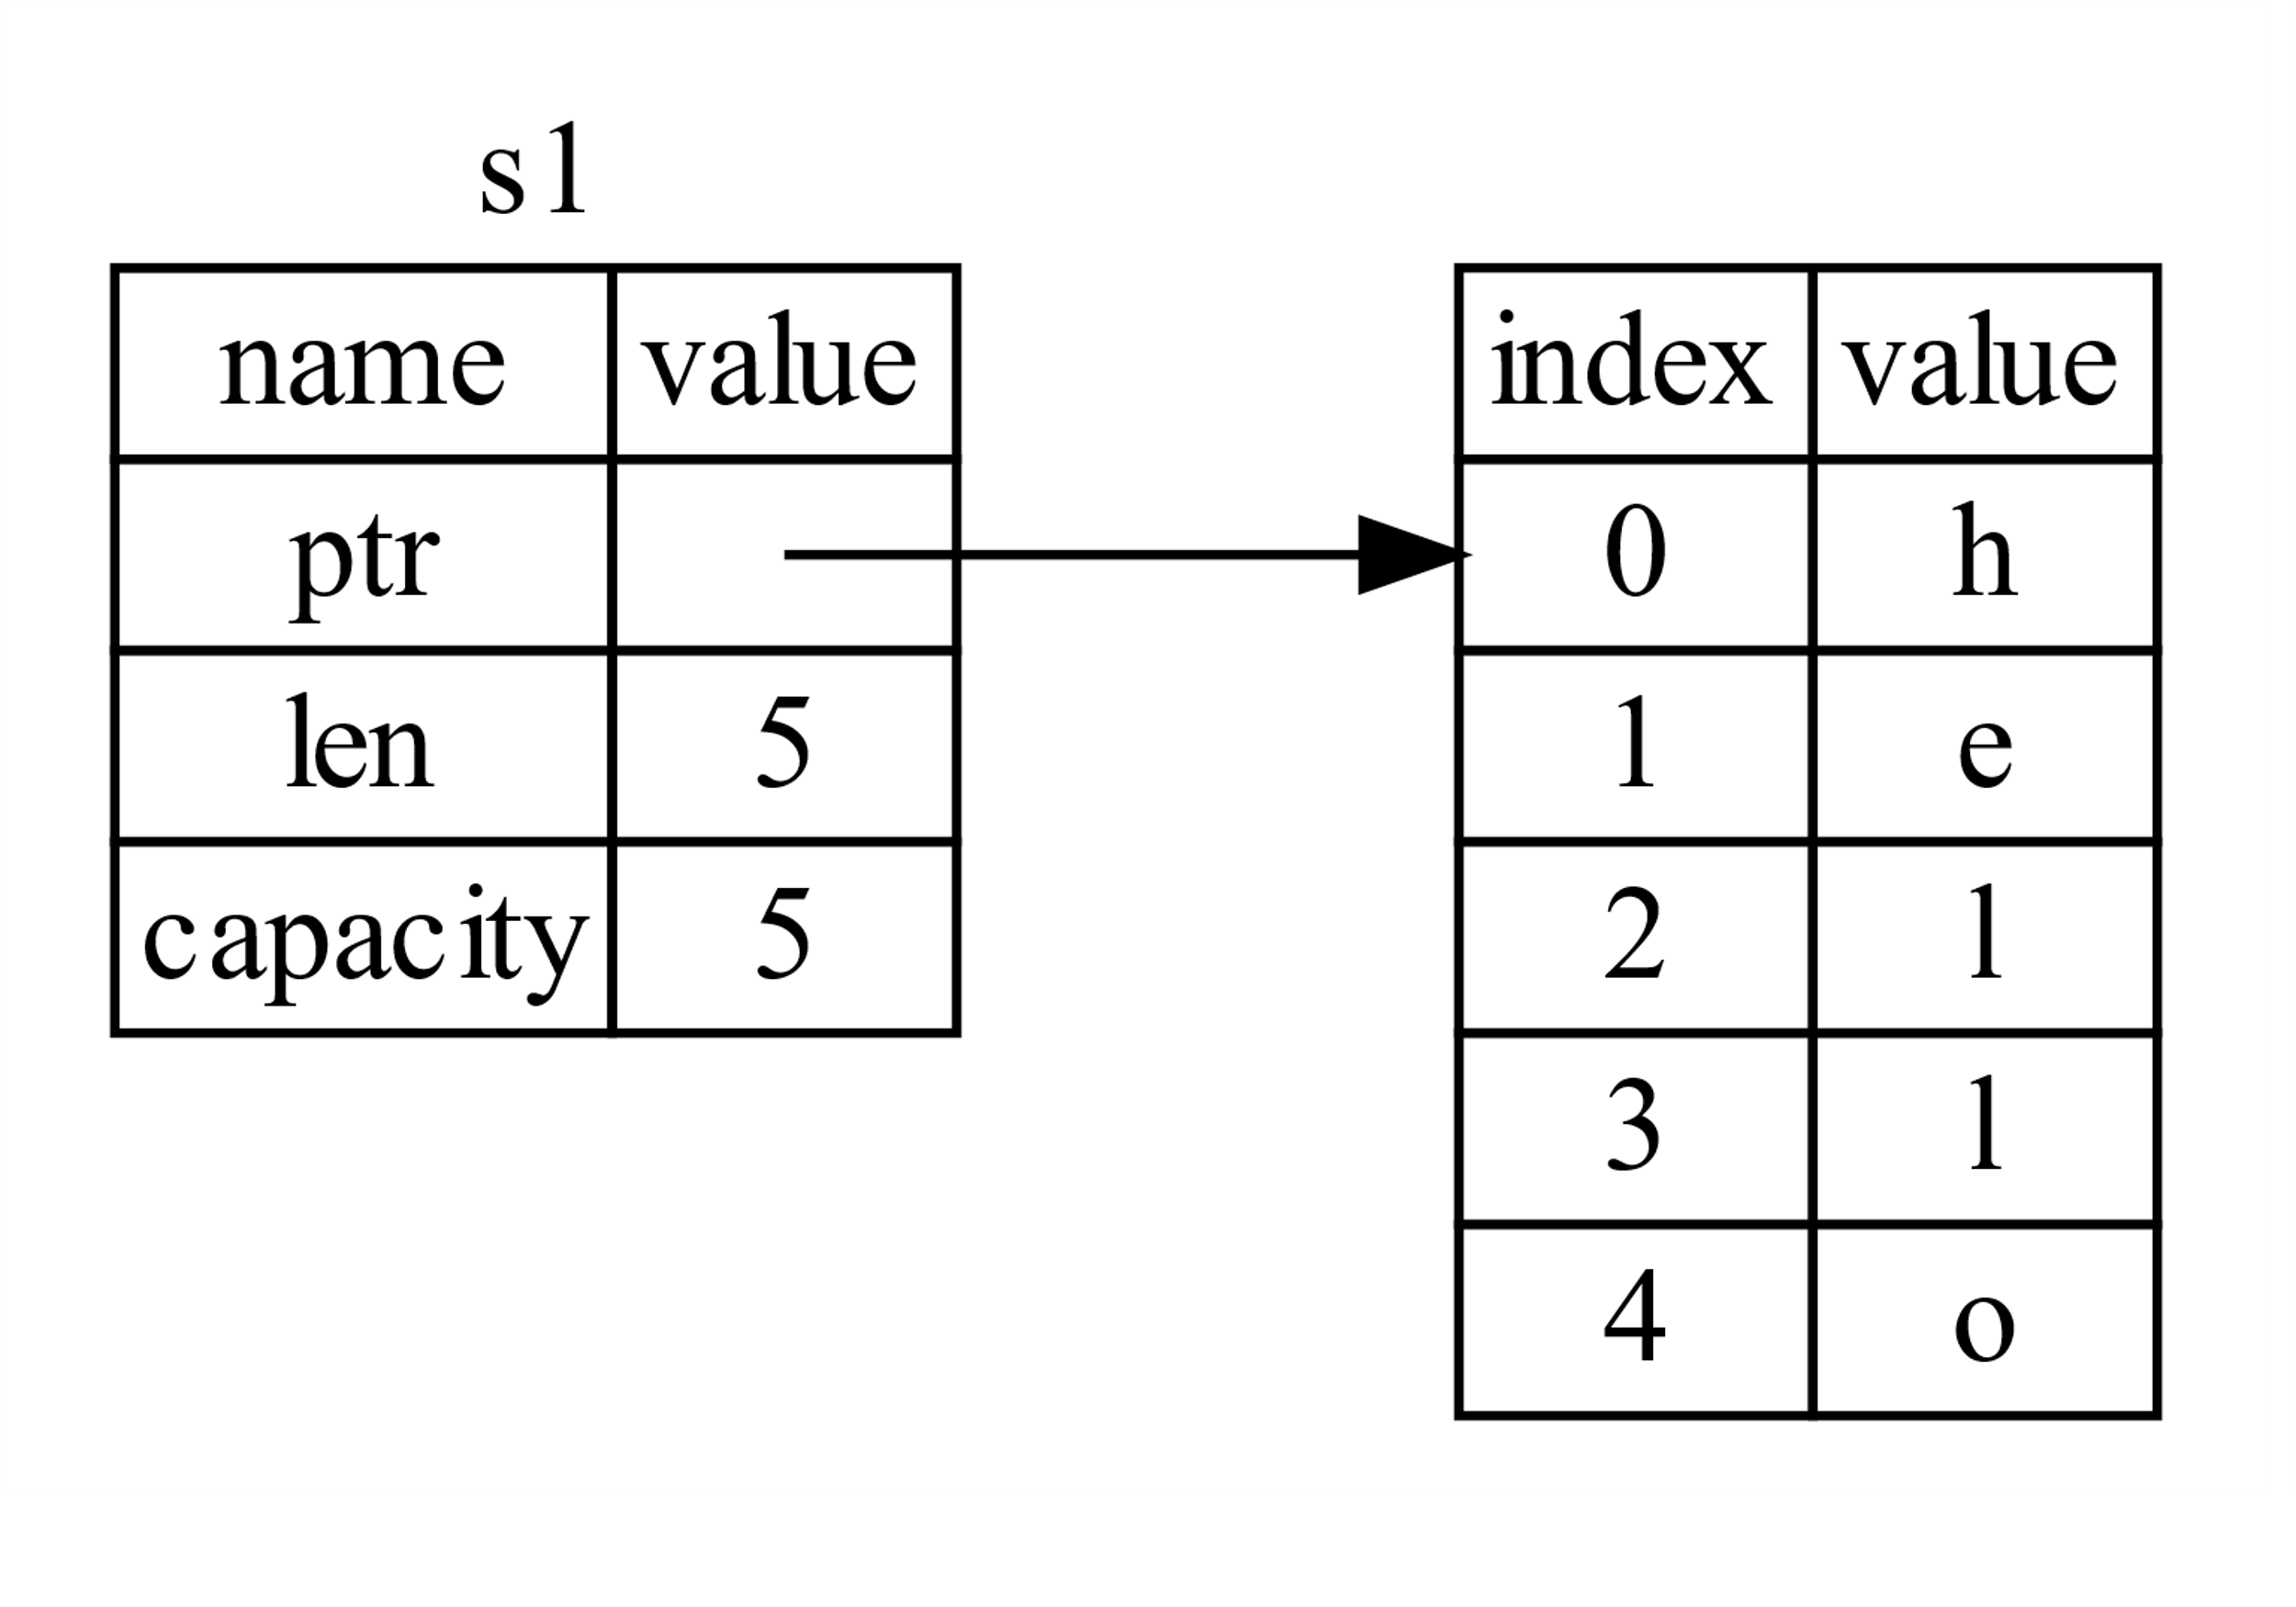 s1
name value
ptr
len 5
capacity 5
index value
0 h
1 e
2 l
3 l
4 o